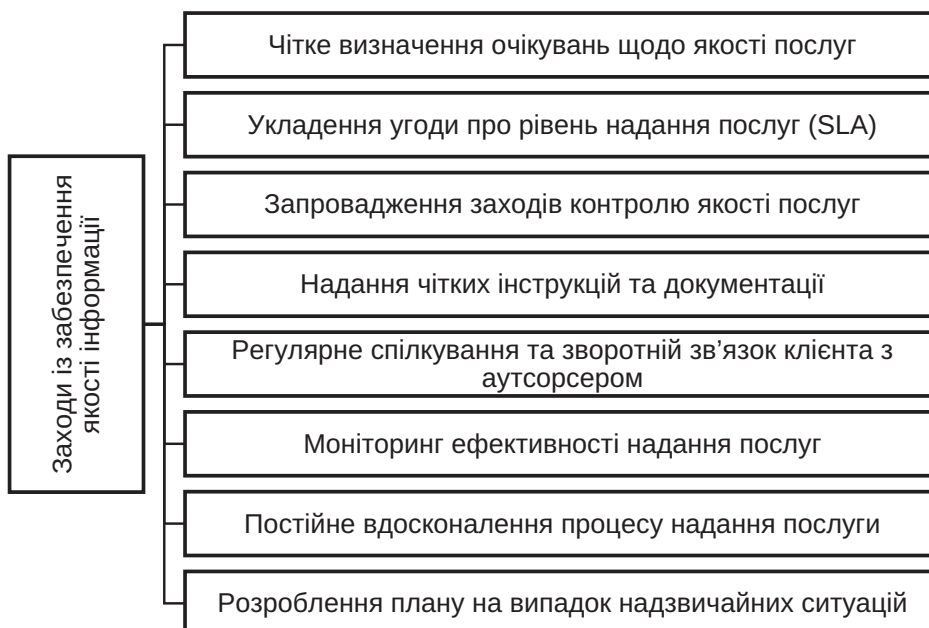 Заходи із забезпечення
якості інформації
Чітке визначення очікувань щодо якості послуг
Укладення угоди про рівень надання послуг (SLA)
Запровадження заходів контролю якості послуг
Надання чітких інструкцій та документації
Регулярне спілкування та зворотній зв'язок клієнта з
аутсорсером
Моніторинг ефективності надання послуг
Постійне вдосконалення процесу надання послуги
Розроблення плану на випадок надзвичайних ситуацій